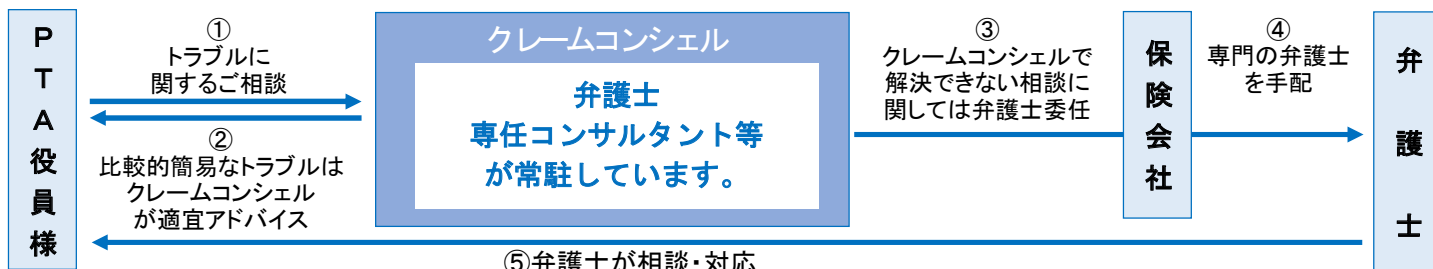 PTA役員様
①
トラブルに
関するご相談
②
比較的簡易なトラブルは
クレームコンシェル
が適宜アドバイス
クレームコンシェル
弁護士
専任コンサルタント等
が常駐しています。
③
クレームコンシェルで
解決できない相談に
関しては弁護士委任
保険会社
④
専門の弁護士
を手配
弁護士
⑤弁護士が相談・対応